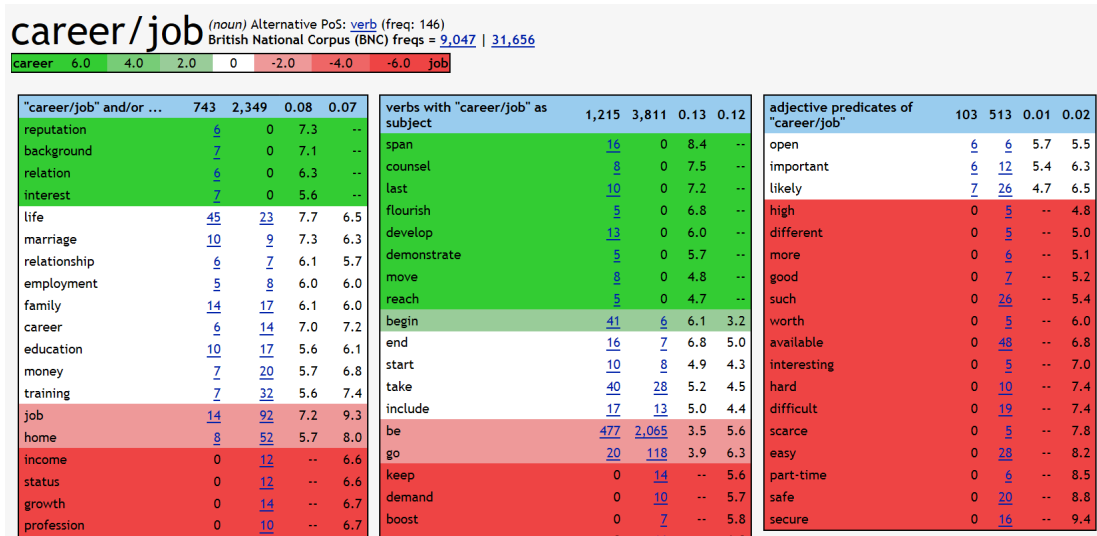 career/job (noun) Alternative PoS: verb (freq: 146)
British National Corpus (BNC) freqs = 9,047 | 31,656
career 6.0 4.0 2.0 0 -2.0 -4.0 -6.0 job
"career/job" and/or ... 743 2,349 0.08 0.07
reputation 6 0 7.3 --
background 7 0 7.1 --
relation 6 0 6.3 --
interest 7 0 5.6 --
life 45 23 7.7 6.5
marriage 10 9 7.3 6.3
relationship 6 7 6.1 5.7
employment 5 8 6.0 6.0
family 14 17 6.1 6.0
career 6 14 7.0 7.2
education 10 17 5.6 6.1
money 7 20 5.7 6.8
training 7 32 5.6 7.4
job 14 92 7.2 9.3
home 8 52 5.7 8.0
income 0 12 -- 6.6
status 0 12 -- 6.6
growth 0 14 -- 6.7
profession 0 10 -- 6.7
verbs with "career/job" as
subject 1,215 3,811 0.13 0.12
span 16 0 8.4 --
counsel 8 0 7.5 --
last 10 0 7.2 --
flourish 5 0 6.8 --
develop 13 0 6.0 --
demonstrate 5 0 5.7 --
move 8 0 4.8 --
reach 5 0 4.7 --
begin 41 6 6.1 3.2
end 16 7 6.8 5.0
start 10 8 4.9 4.3
take 40 28 5.2 4.5
include 17 13 5.0 4.4
be 477 2,065 3.5 5.6
go 20 118 3.9 6.3
keep 0 14 -- 5.6
demand 0 10 -- 5.7
boost 0 7 -- 5.8
adjective predicates of
"career/job" 103 513 0.01 0.02
open 6 6 5.7 5.5
important 6 12 5.4 6.3
likely 7 26 4.7 6.5
high 0 5 -- 4.8
different 0 5 -- 5.0
more 0 6 -- 5.1
good 0 7 -- 5.2
such 0 26 -- 5.4
worth 0 5 -- 6.0
available 0 48 -- 6.8
interesting 0 5 -- 7.0
hard 0 10 -- 7.4
difficult 0 19 -- 7.4
scarce 0 5 -- 7.8
easy 0 28 -- 8.2
part-time 0 6 -- 8.5
safe 0 20 -- 8.8
secure 0 16 -- 9.4